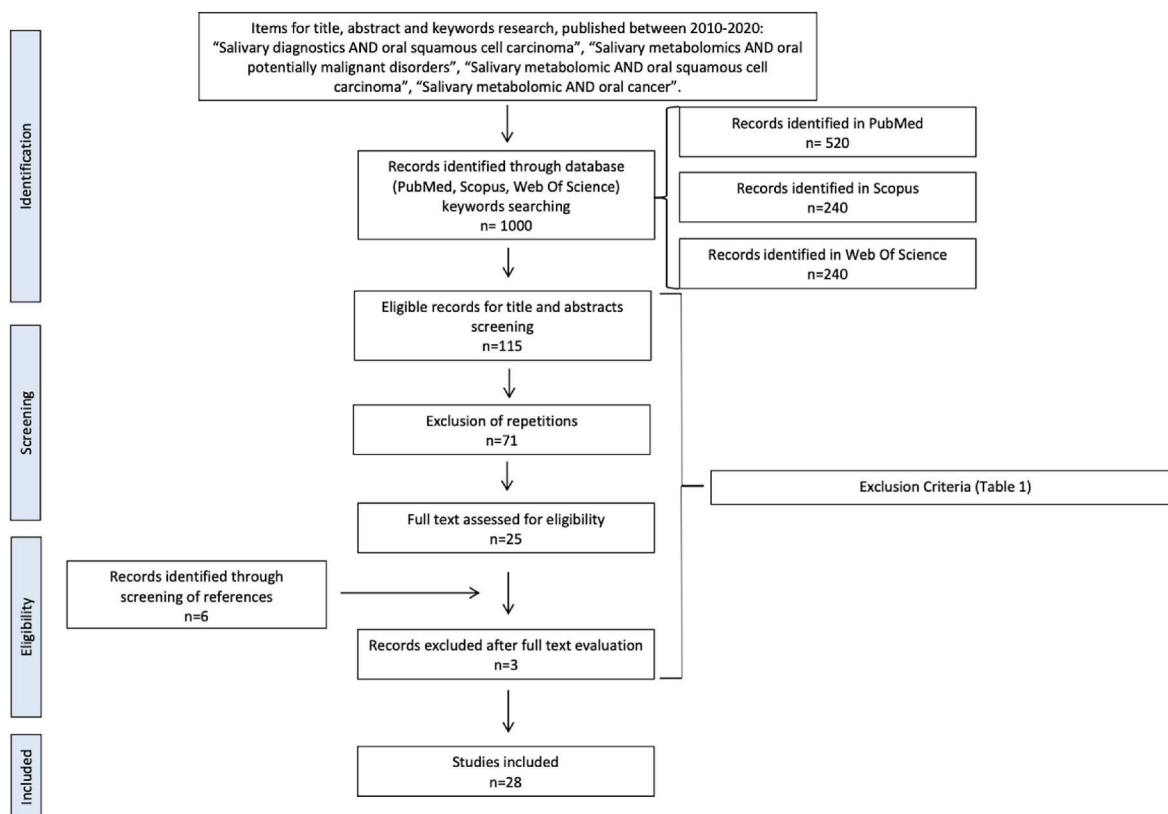 Items for title, abstract and keywords research, published between 2010-2020:
“Salivary diagnostics AND oral squamous cell carcinoma”, “Salivary metabolomics AND oral
potentially malignant disorders”, “Salivary metabolomic AND oral squamous cell
carcinoma”, “Salivary metabolomic AND oral cancer”.
Identification
Records identified through database
(PubMed, Scopus, Web Of Science)
keywords searching
n= 1000
Records identified in PubMed
n= 520
Records identified in Scopus
n=240
Records identified in Web Of Science
n=240
Eligible records for title and abstracts
screening
n=115
Screening
Exclusion of repetitions
n=71
Exclusion Criteria (Table 1)
Full text assessed for eligibility
n=25
Eligibility
Records identified through
screening of references
n=6
Records excluded after full text evaluation
n=3
Included
Studies included
n=28